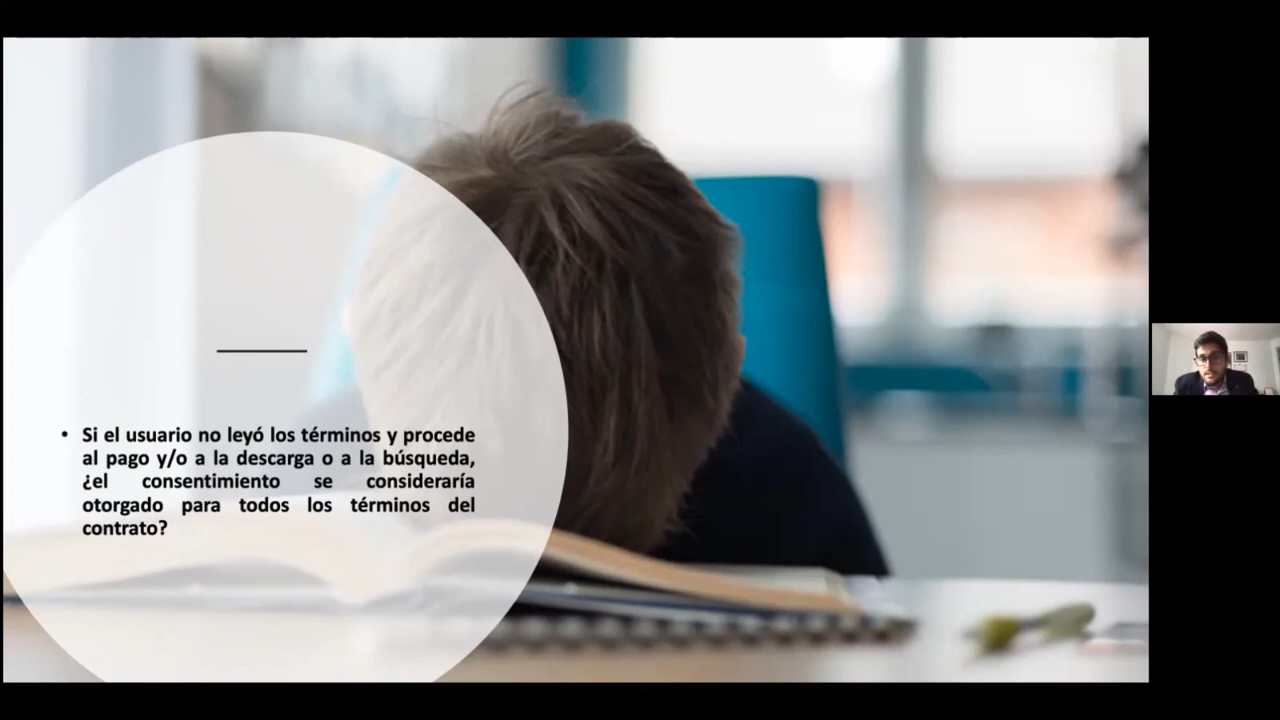 • Si el usuario no leyó los términos y procede
al pago y/o a la descarga o a la búsqueda,
¿el consentimiento se consideraría
otorgado para todos los términos del
contrato?